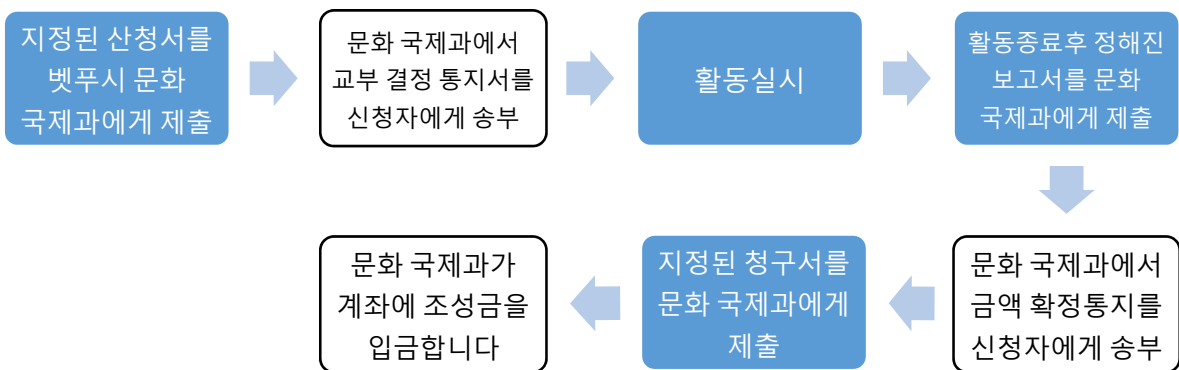 지정된 산청서를
벳푸시 문화
국제과에게 제출
문화 국제과에서
교부 결정 통지서를
신청자에게 송부
활동실시
활동종료후 정해진
보고서를 문화
국제과에게 제출
문화 국제과에서
금액 확정통지를
신청자에게 송부
지정된 청구서를
문화 국제과에게
제출
문화 국제과가
계좌에 조성금을
입금합니다